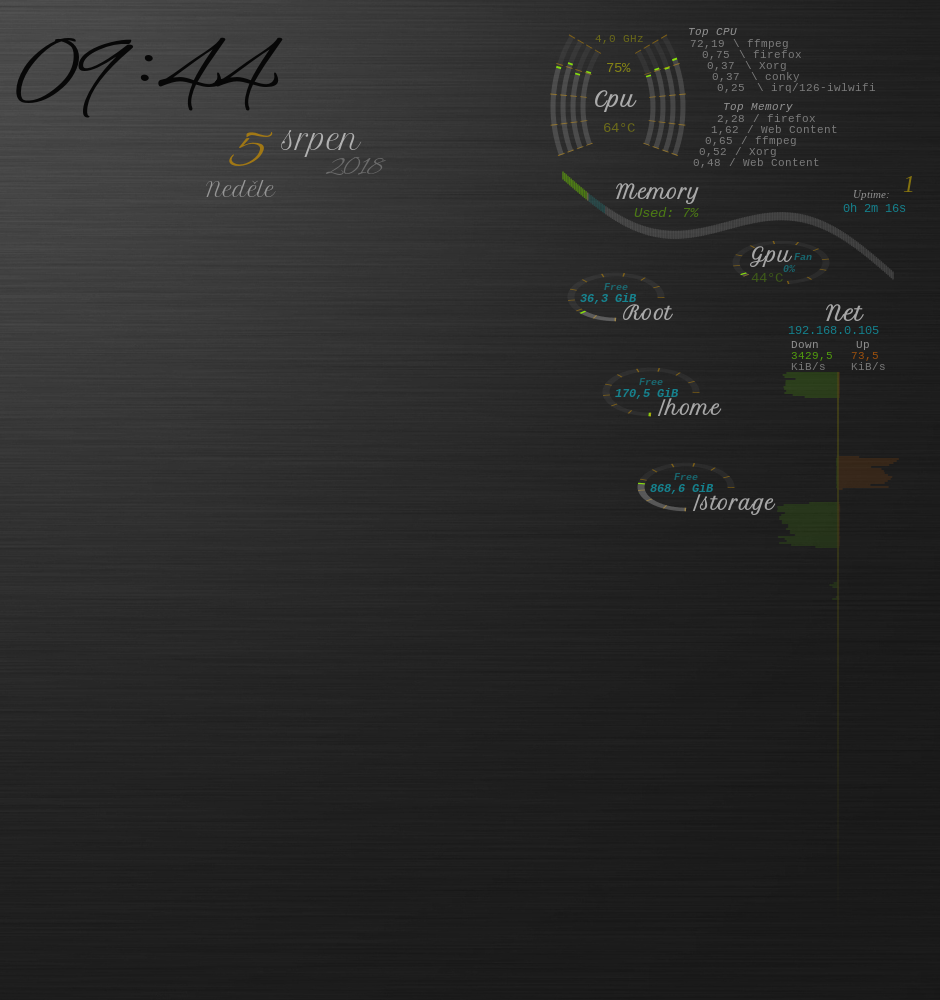 09:44
5 srpen
2018
Neděle
4,0 GHz
75%
Cpu
64°C
Top CPU
72,19 \ ffmpeg
0,75 \ firefox
0,37 \ Xorg
0,37 \ conky
0,25 \ irq/126-iwlwifi
Top Memory
2,28 / firefox
1,62 / Web Content
0,65 / ffmpeg
0,52 / Xorg
0,48 / Web Content
Memory
Used: 7%
1
Uptime:
0h 2m 16s
Gpu Fan
0%
44°C
Free
36,3 GiB
Root
Net
192.168.0.105
Down Up
3429,5 73,5
KiB/s KiB/s
Free
170,5 GiB
/home
Free
868,6 GiB
/storage